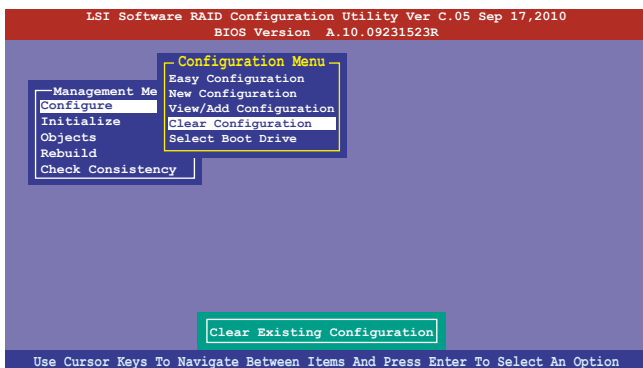 LSI Software RAID Configuration Utility Ver C.05 Sep 17,2010
BIOS Version A.10.09231523R
Management Me
Configure
Initialize
Objects
Rebuild
Check Consistency
Configuration Menu
Easy Configuration
New Configuration
View/Add Configuration
Clear Configuration
Select Boot Drive
Clear Existing Configuration
Use Cursor Keys To Navigate Between Items And Press Enter To Select An Option